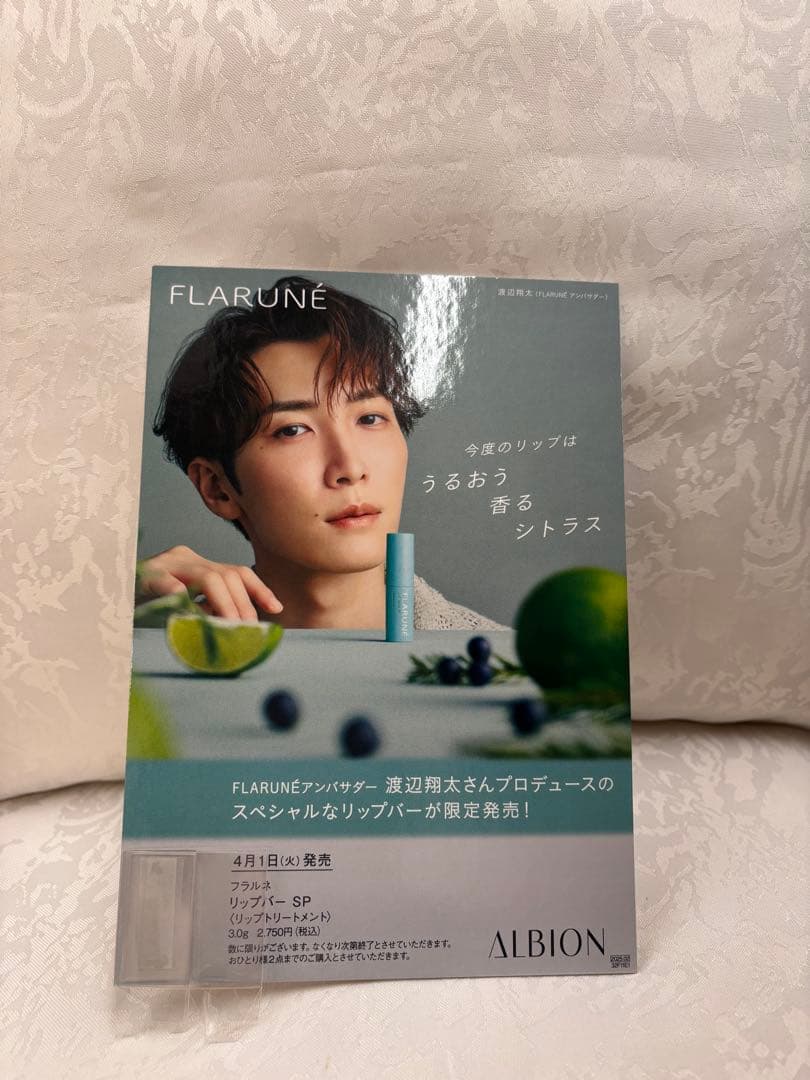 FLARUNÉ
渡辺翔太 (FLARUNÉ アンバサダー)
今度のリップは
うるおう
香る
シトラス
FLARUNÉ
FLARUNÉアンバサダー 渡辺翔太さんプロデュースの
スペシャルなリップバーが限定発売！
4月1日(火)発売
フラルネ
リップバー SP
〈リップトリートメント〉
3.0g 2,750円(税込)
数に限りがございます。なくなり次第終了とさせていただきます。
おひとり様2点までのご購入とさせていただきます。
ALBION
2025.02